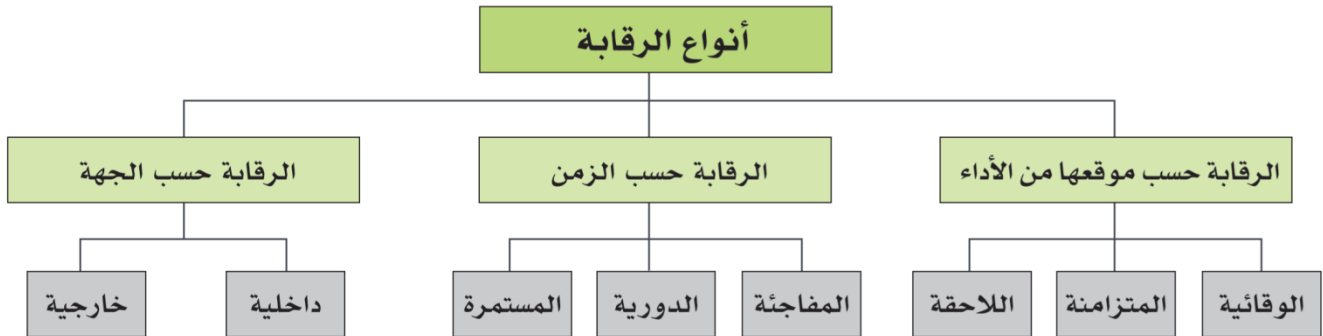 أنواع الرقابة
الرقابة حسب موقعها من الأداء
الرقابة حسب الزمن
الرقابة حسب الجهة
الوقائية
المتزامنة
اللاحقة
المفاجئة
الدورية
المستمرة
داخلية
خارجية